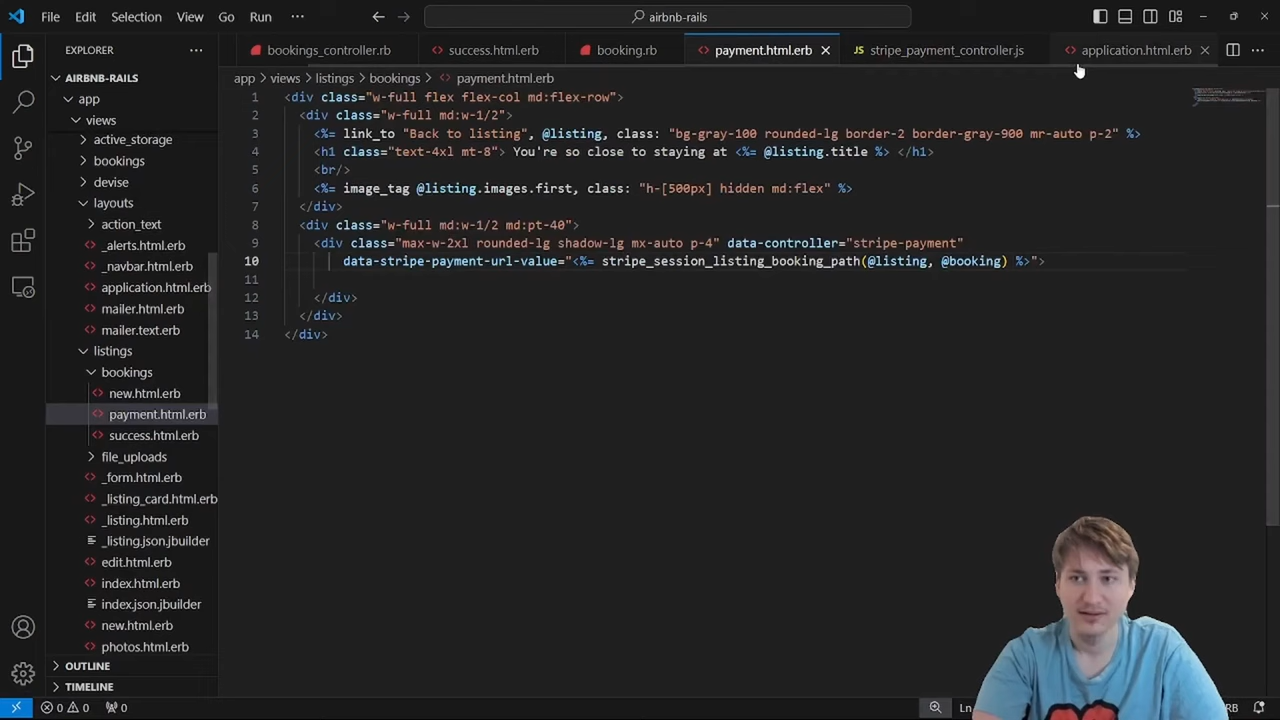 File Edit Selection View Go Run ··· airbnb-rails
EXPLORER ··· bookings_controller.rb success.html.erb booking.rb payment.html.erb stripe_payment_controller.js application.html.erb ···
AIRBNB-RAILS
app > views > listings > bookings > payment.html.erb
app
views
active_storage
bookings
devise
layouts
action_text
_alerts.html.erb
_navbar.html.erb
application.html.erb
mailer.html.erb
mailer.text.erb
listings
bookings
new.html.erb
payment.html.erb
success.html.erb
file_uploads
_form.html.erb
_listing_card.html.erb
_listing.html.erb
_listing.json.jbuilder
edit.html.erb
index.html.erb
index.json.jbuilder
new.html.erb
photos.html.erb
OUTLINE
TIMELINE
1 <div class="w-full flex flex-col md:flex-row">
2 <div class="w-full md:w-1/2">
3 <%= link_to "Back to listing", @listing, class: "bg-gray-100 rounded-lg border-2 border-gray-900 mr-auto p-2" %>
4 <h1 class="text-4xl mt-8"> You're so close to staying at <%= @listing.title %> </h1>
5 <br/>
6 <%= image_tag @listing.images.first, class: "h-[500px] hidden md:flex" %>
7 </div>
8 <div class="w-full md:w-1/2 md:pt-40">
9 <div class="max-w-2xl rounded-lg shadow-lg mx-auto p-4" data-controller="stripe-payment"
10 data-stripe-payment-url-value="<%= stripe_session_listing_booking_path(@listing, @booking) %>">
11
12 </div>
13 </div>
14 </div>
0 0 0 Ln